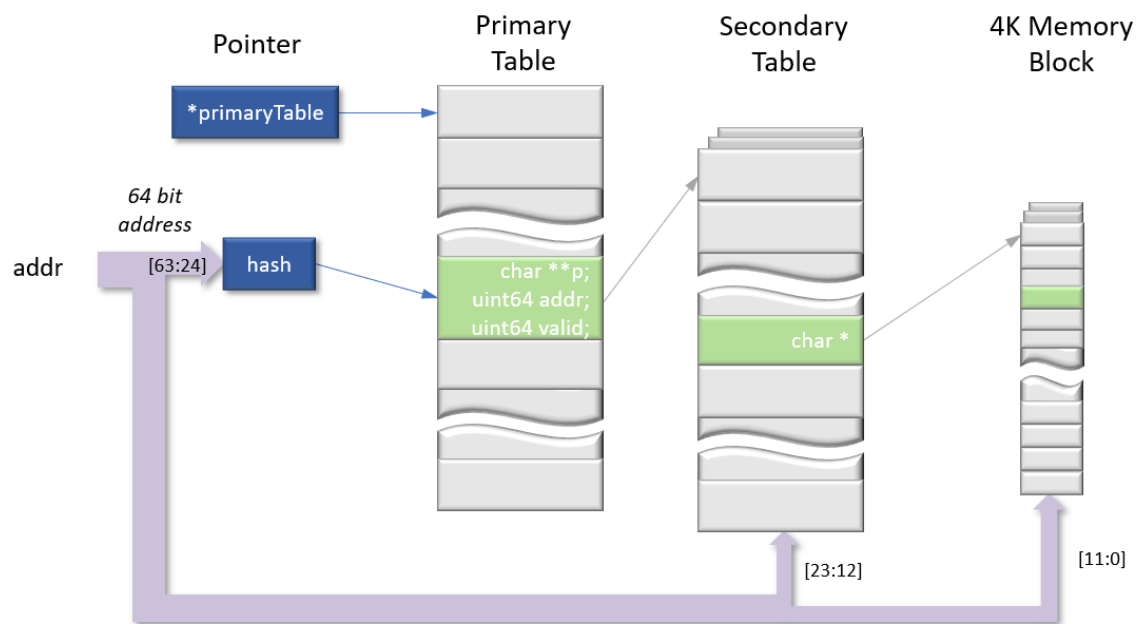 Pointer
Primary
Table
Secondary
Table
4K Memory
Block
*primaryTable
64 bit
address
addr
[63:24]
hash
char **p;
uint64 addr;
uint64 valid;
char *
[23:12]
[11:0]